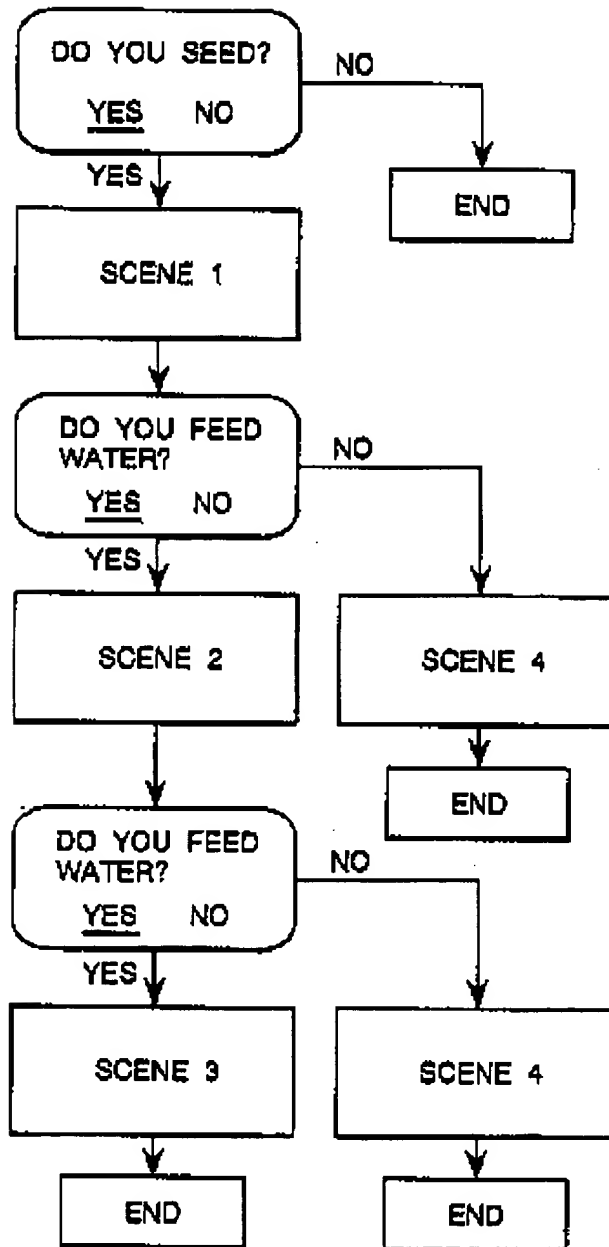 DO YOU SEED?
YES NO
NO
YES
END
SCENE 1
DO YOU FEED
WATER?
YES NO
NO
YES
SCENE 2
SCENE 4
END
DO YOU FEED
WATER?
YES NO
NO
YES
SCENE 3
SCENE 4
END
END